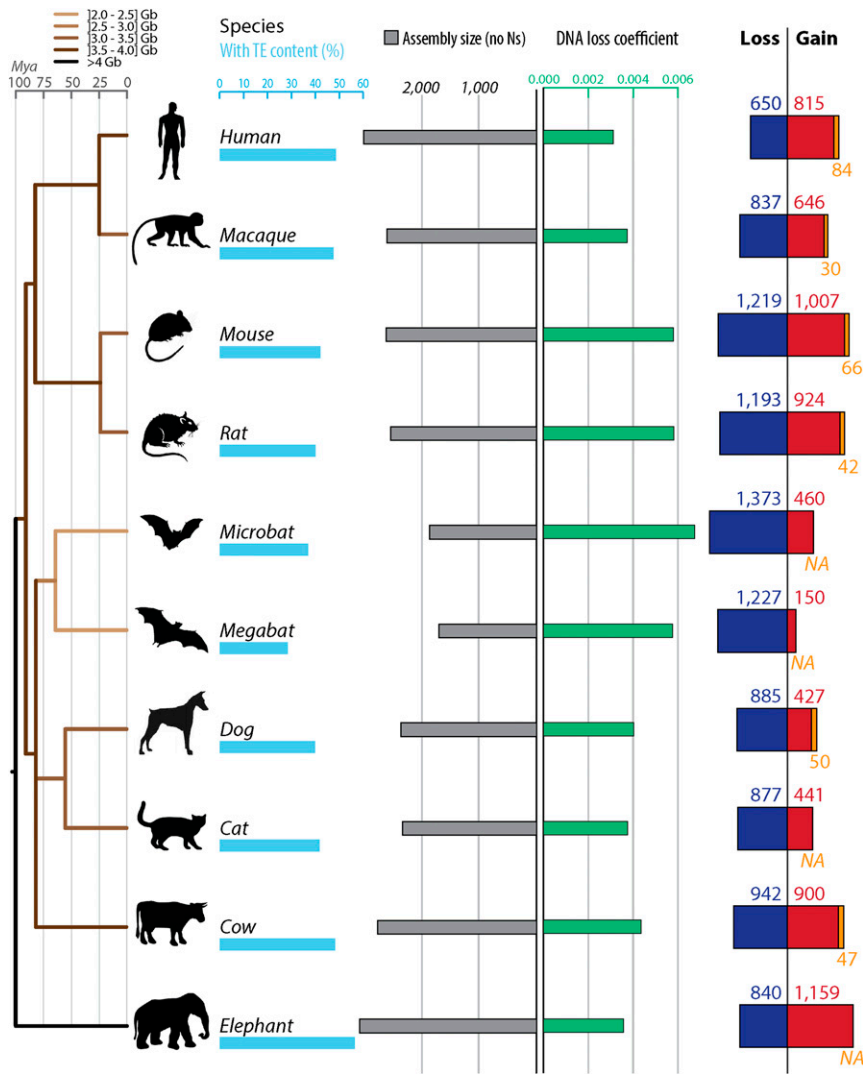 ]2.0 - 2.5] Gb
]2.5 - 3.0] Gb
]3.0 - 3.5] Gb
]3.5 - 4.0] Gb
>4 Gb
Mya
100 75 50 25 0
Species
With TE content (%)
0 10 20 30 40 50 60
Assembly size (no Ns)
2,000 1,000
DNA loss coefficient
0.000 0.002 0.004 0.006
Loss Gain
Human
650 815
84
Macaque
837 646
30
Mouse
1,219 1,007
66
Rat
1,193 924
42
Microbat
1,373 460
NA
Megabat
1,227 150
NA
Dog
885 427
50
Cat
877 441
NA
Cow
942 900
47
Elephant
840 1,159
NA